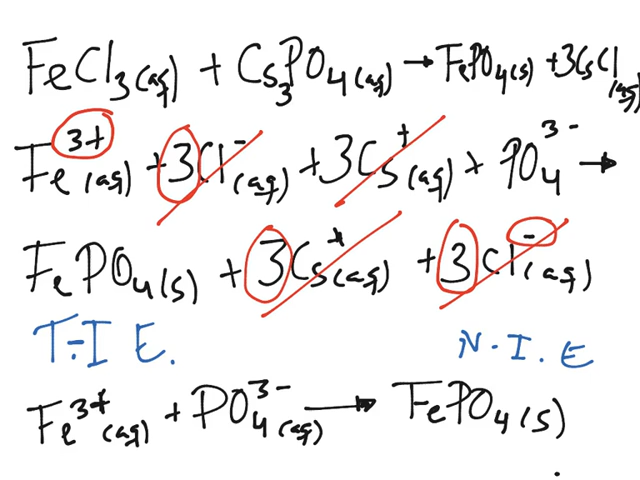 FeCl₃(aq) + Cs₃PO₄(aq) → FePO₄(s) + 3CsCl(aq)
Fe³⁺(aq) + 3Cl⁻(aq) + 3Cs⁺(aq) + PO₄³⁻ →
FePO₄(s) + 3Cs⁺(aq) + 3Cl⁻(aq)
T.I E. N.I.E
Fe³⁺(aq) + PO₄³⁻(aq) → FePO₄(s)